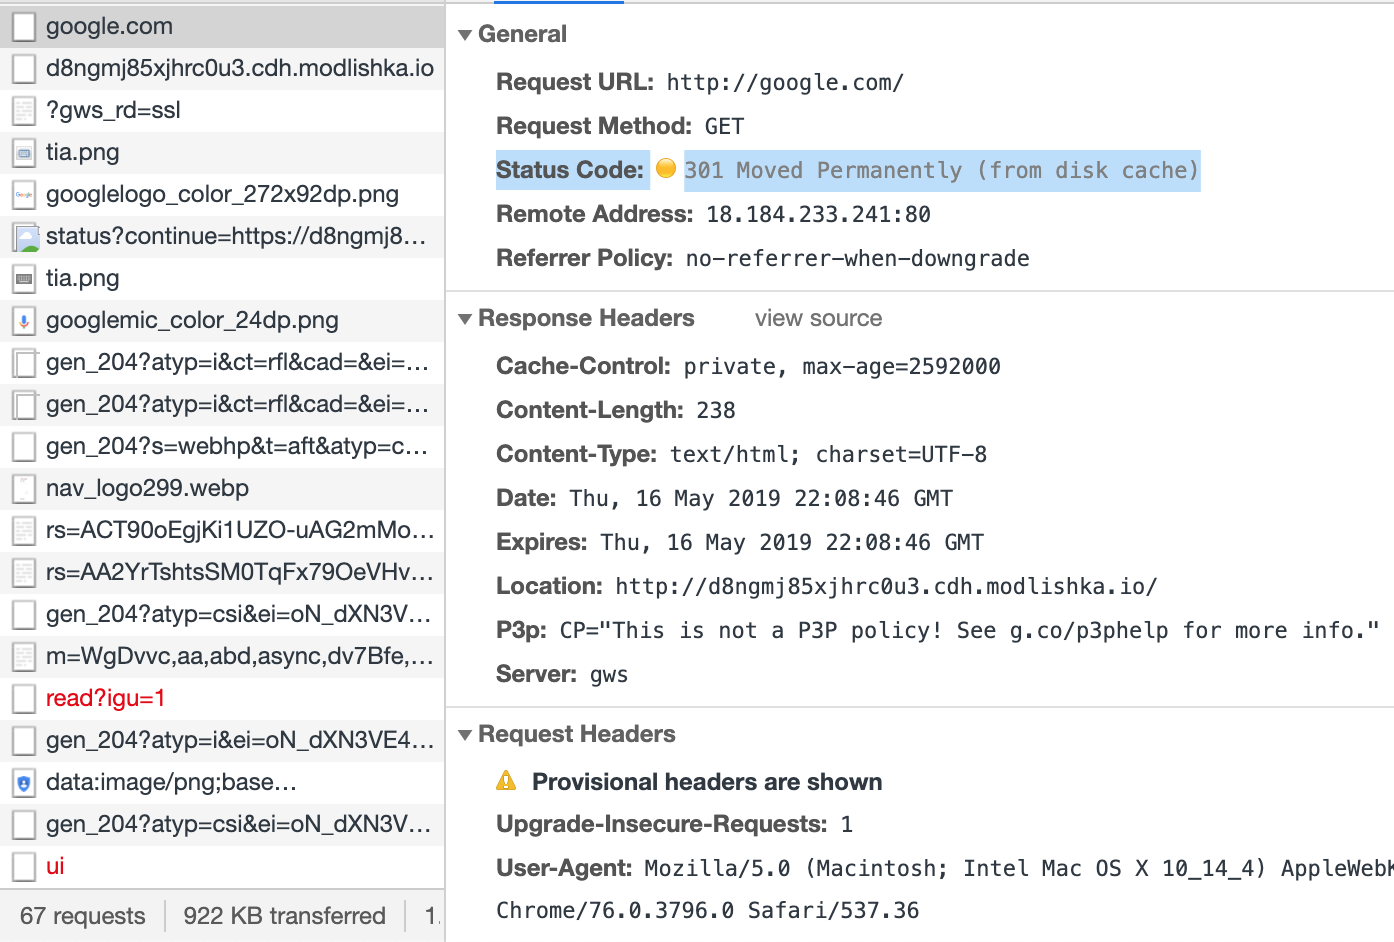 google.com
d8ngmj85xjhrc0u3.cdh.modlishka.io
?gws_rd=ssl
tia.png
googlelogo_color_272x92dp.png
status?continue=https://d8ngmj8...
tia.png
googlemic_color_24dp.png
gen_204?atyp=i&ct=rfl&cad=&ei=...
gen_204?atyp=i&ct=rfl&cad=&ei=...
gen_204?s=webhp&t=aft&atyp=c...
nav_logo299.webp
rs=ACT90oEgjKi1UZO-uAG2mMo...
rs=AA2YrTshtsSM0TqFx79OeVHv...
gen_204?atyp=csi&ei=oN_dXN3V...
m=WgDvvc,aa,abd,async,dv7Bfe,...
read?igu=1
gen_204?atyp=i&ei=oN_dXN3VE4...
data:image/png;base...
gen_204?atyp=csi&ei=oN_dXN3V...
ui
67 requests 922 KB transferred 1.
General
Request URL: http://google.com/
Request Method: GET
Status Code: 301 Moved Permanently (from disk cache)
Remote Address: 18.184.233.241:80
Referrer Policy: no-referrer-when-downgrade
Response Headers view source
Cache-Control: private, max-age=2592000
Content-Length: 238
Content-Type: text/html; charset=UTF-8
Date: Thu, 16 May 2019 22:08:46 GMT
Expires: Thu, 16 May 2019 22:08:46 GMT
Location: http://d8ngmj85xjhrc0u3.cdh.modlishka.io/
P3p: CP="This is not a P3P policy! See g.co/p3phelp for more info."
Server: gws
Request Headers
Provisional headers are shown
Upgrade-Insecure-Requests: 1
User-Agent: Mozilla/5.0 (Macintosh; Intel Mac OS X 10_14_4) AppleWebK
Chrome/76.0.3796.0 Safari/537.36